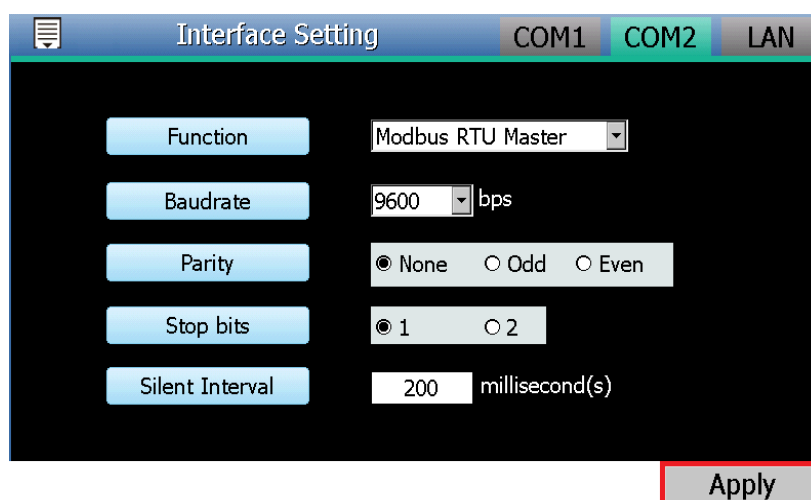 Interface Setting COM1 COM2 LAN
Function Modbus RTU Master
Baudrate 9600 bps
Parity None Odd Even
Stop bits 1 2
Silent Interval 200 millisecond(s)
Apply